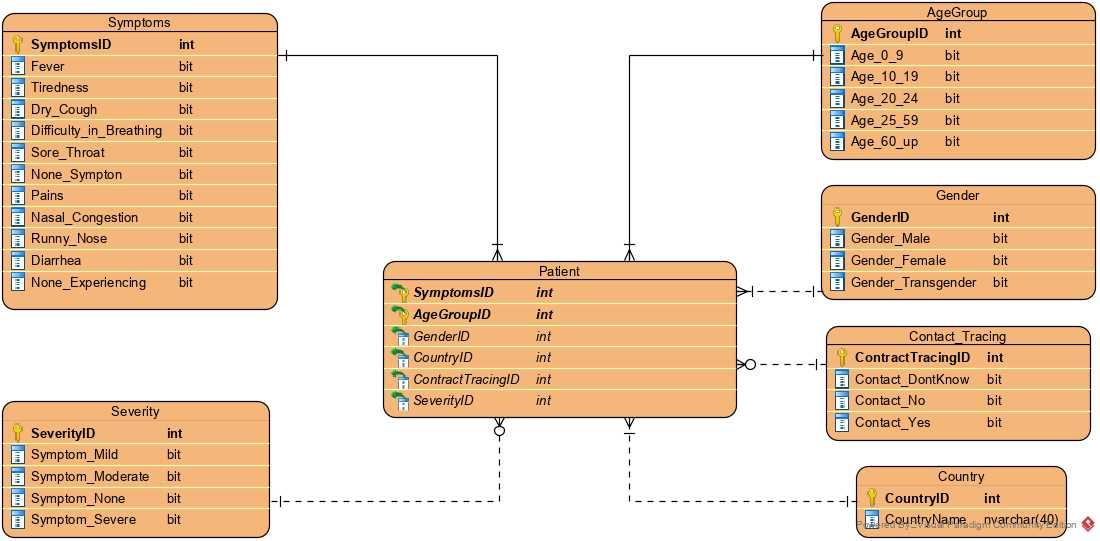 Symptoms
SymptomsID int
Fever bit
Tiredness bit
Dry_Cough bit
Difficulty_in_Breathing bit
Sore_Throat bit
None_Sympton bit
Pains bit
Nasal_Congestion bit
Runny_Nose bit
Diarrhea bit
None_Experiencing bit
AgeGroup
AgeGroupID int
Age_0_9 bit
Age_10_19 bit
Age_20_24 bit
Age_25_59 bit
Age_60_up bit
Gender
GenderID int
Gender_Male bit
Gender_Female bit
Gender_Transgender bit
Patient
SymptomsID int
AgeGroupID int
GenderID int
CountryID int
ContractTracingID int
SeverityID int
Contact_Tracing
ContractTracingID int
Contact_DontKnow bit
Contact_No bit
Contact_Yes bit
Severity
SeverityID int
Symptom_Mild bit
Symptom_Moderate bit
Symptom_None bit
Symptom_Severe bit
Country
CountryID int
CountryName nvarchar(40)
Powered By Visual Paradigm Community Edition